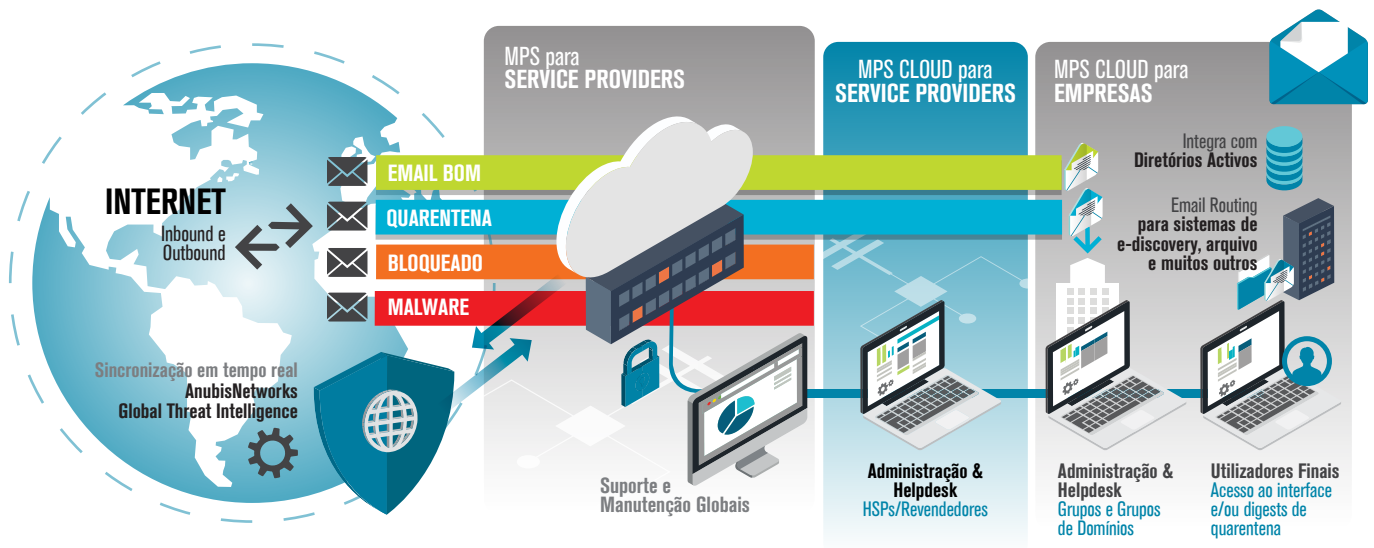 MPS para
SERVICE PROVIDERS
MPS CLOUD para
SERVICE PROVIDERS
MPS CLOUD para
EMPRESAS
INTERNET
Inbound e
Outbound
EMAIL BOM
QUARENTENA
BLOQUEADO
MALWARE
Integra com
Diretórios Activos
Email Routing
para sistemas de
e-discovery, arquivo
e muitos outros
Sincronização em tempo real
AnubisNetworks
Global Threat Intelligence
Suporte e
Manutenção Globais
Administração &
Helpdesk
HSPs/Revendedores
Administração &
Helpdesk
Grupos e Grupos
de Domínios
Utilizadores Finais
Acesso ao interface
e/ou digests de
quarentena